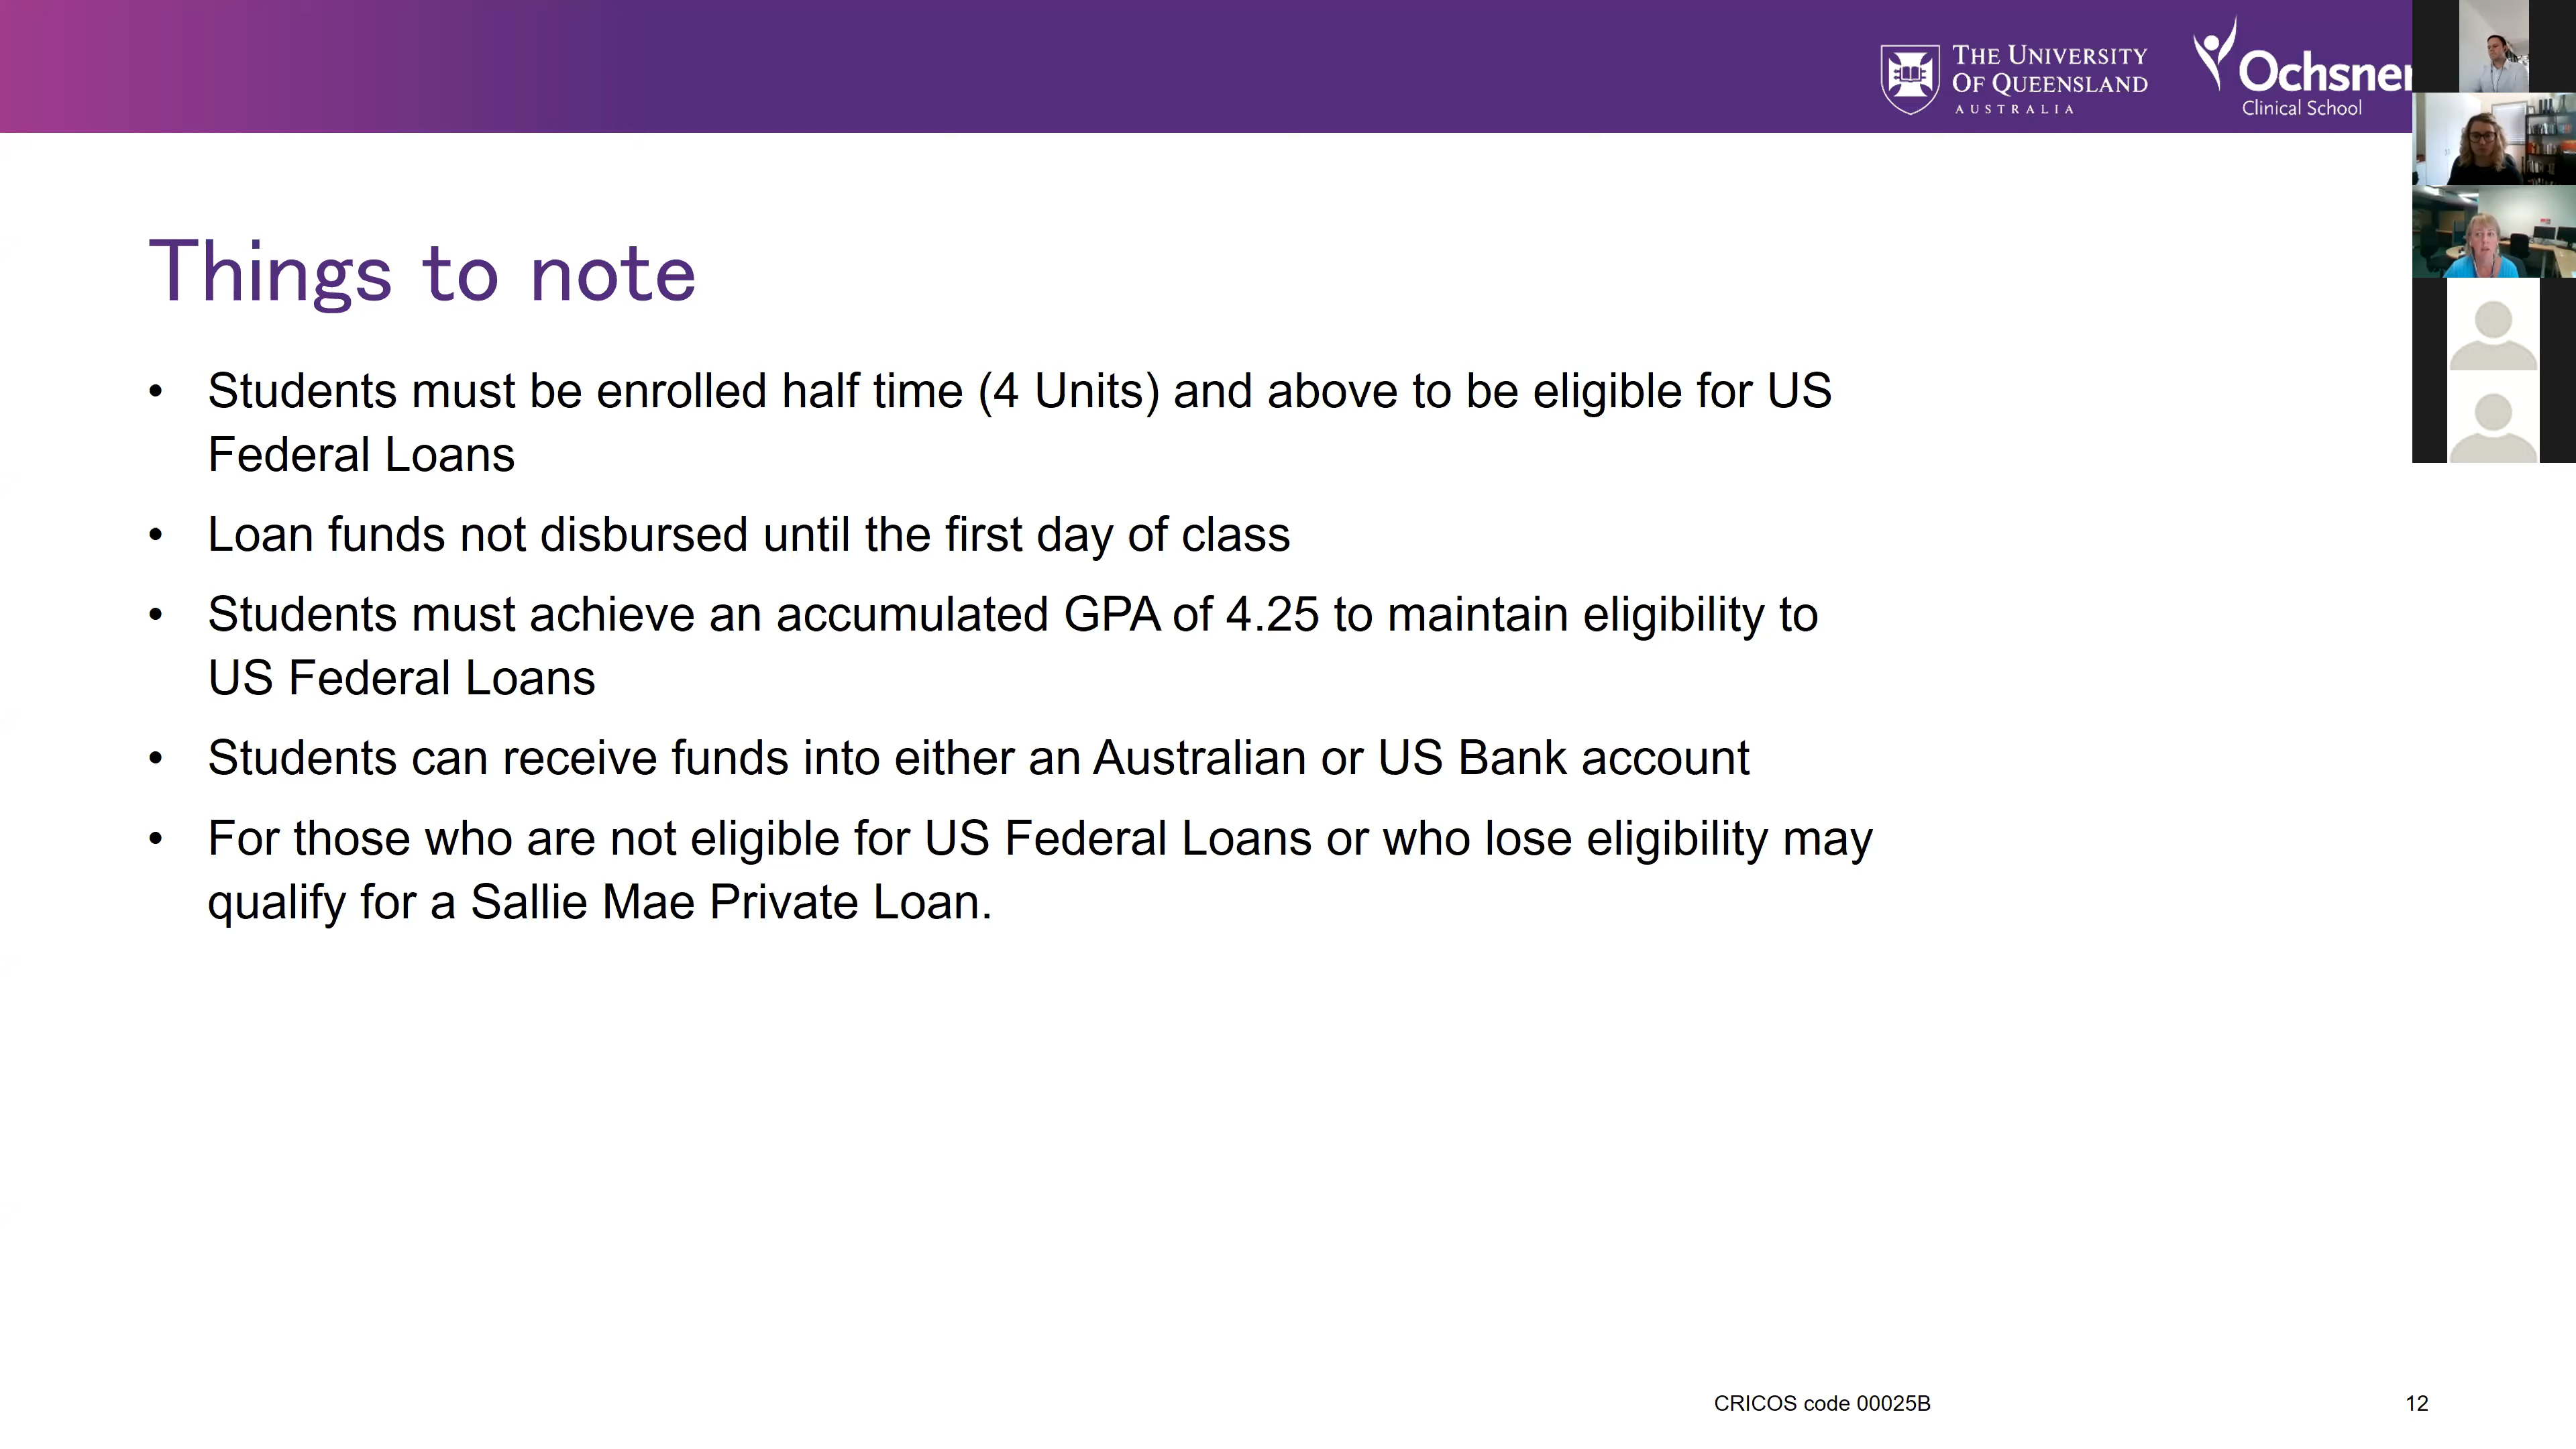 THE UNIVERSITY
OF QUEENSLAND
AUSTRALIA
Ochsner
Clinical School
Things to note
• Students must be enrolled half time (4 Units) and above to be eligible for US
Federal Loans
• Loan funds not disbursed until the first day of class
• Students must achieve an accumulated GPA of 4.25 to maintain eligibility to
US Federal Loans
• Students can receive funds into either an Australian or US Bank account
• For those who are not eligible for US Federal Loans or who lose eligibility may
qualify for a Sallie Mae Private Loan.
CRICOS code 00025B
12